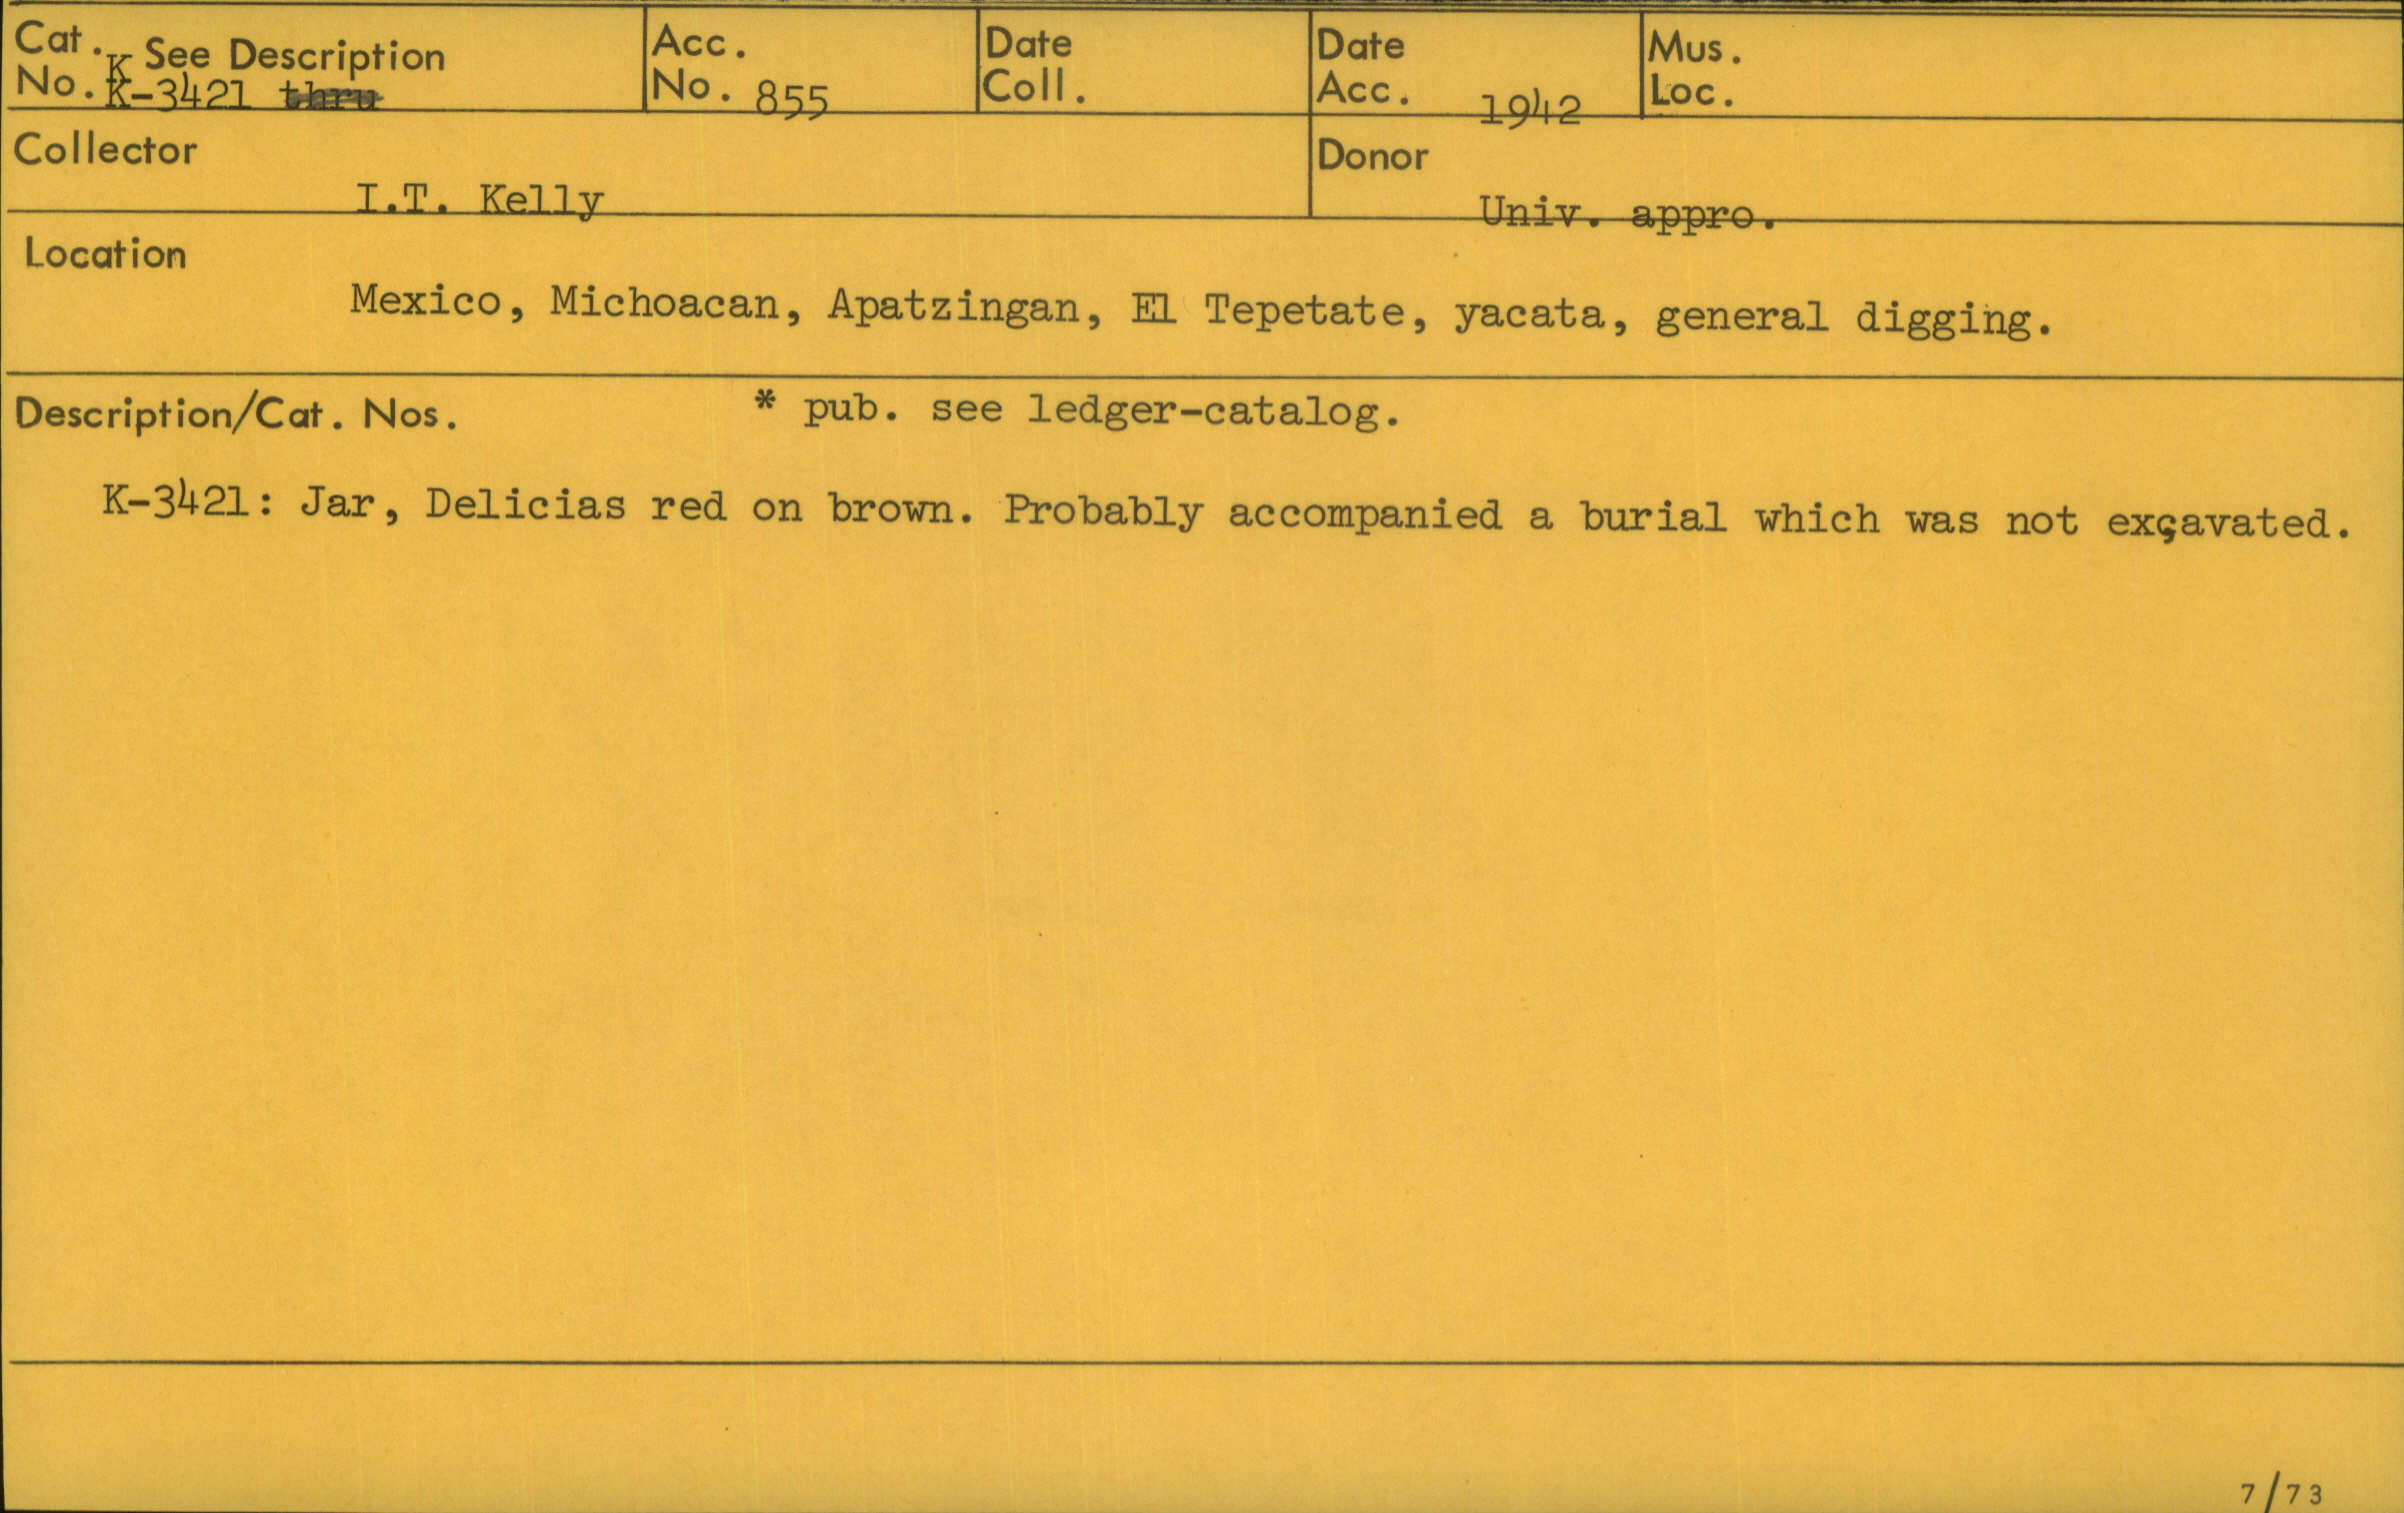 Cat. K See Description
No. K-3421 thru
Acc.
No. 855
Date
Coll.
Date
Acc. 1942
Mus.
Loc.
Collector
I.T. Kelly
Donor
Univ. appro.
Location
Mexico, Michoacan, Apatzingan, El Tepetate, yacata, general digging.
Description/Cat. Nos. * pub. see ledger-catalog.
K-3421: Jar, Delicias red on brown. Probably accompanied a burial which was not excavated.
7/73